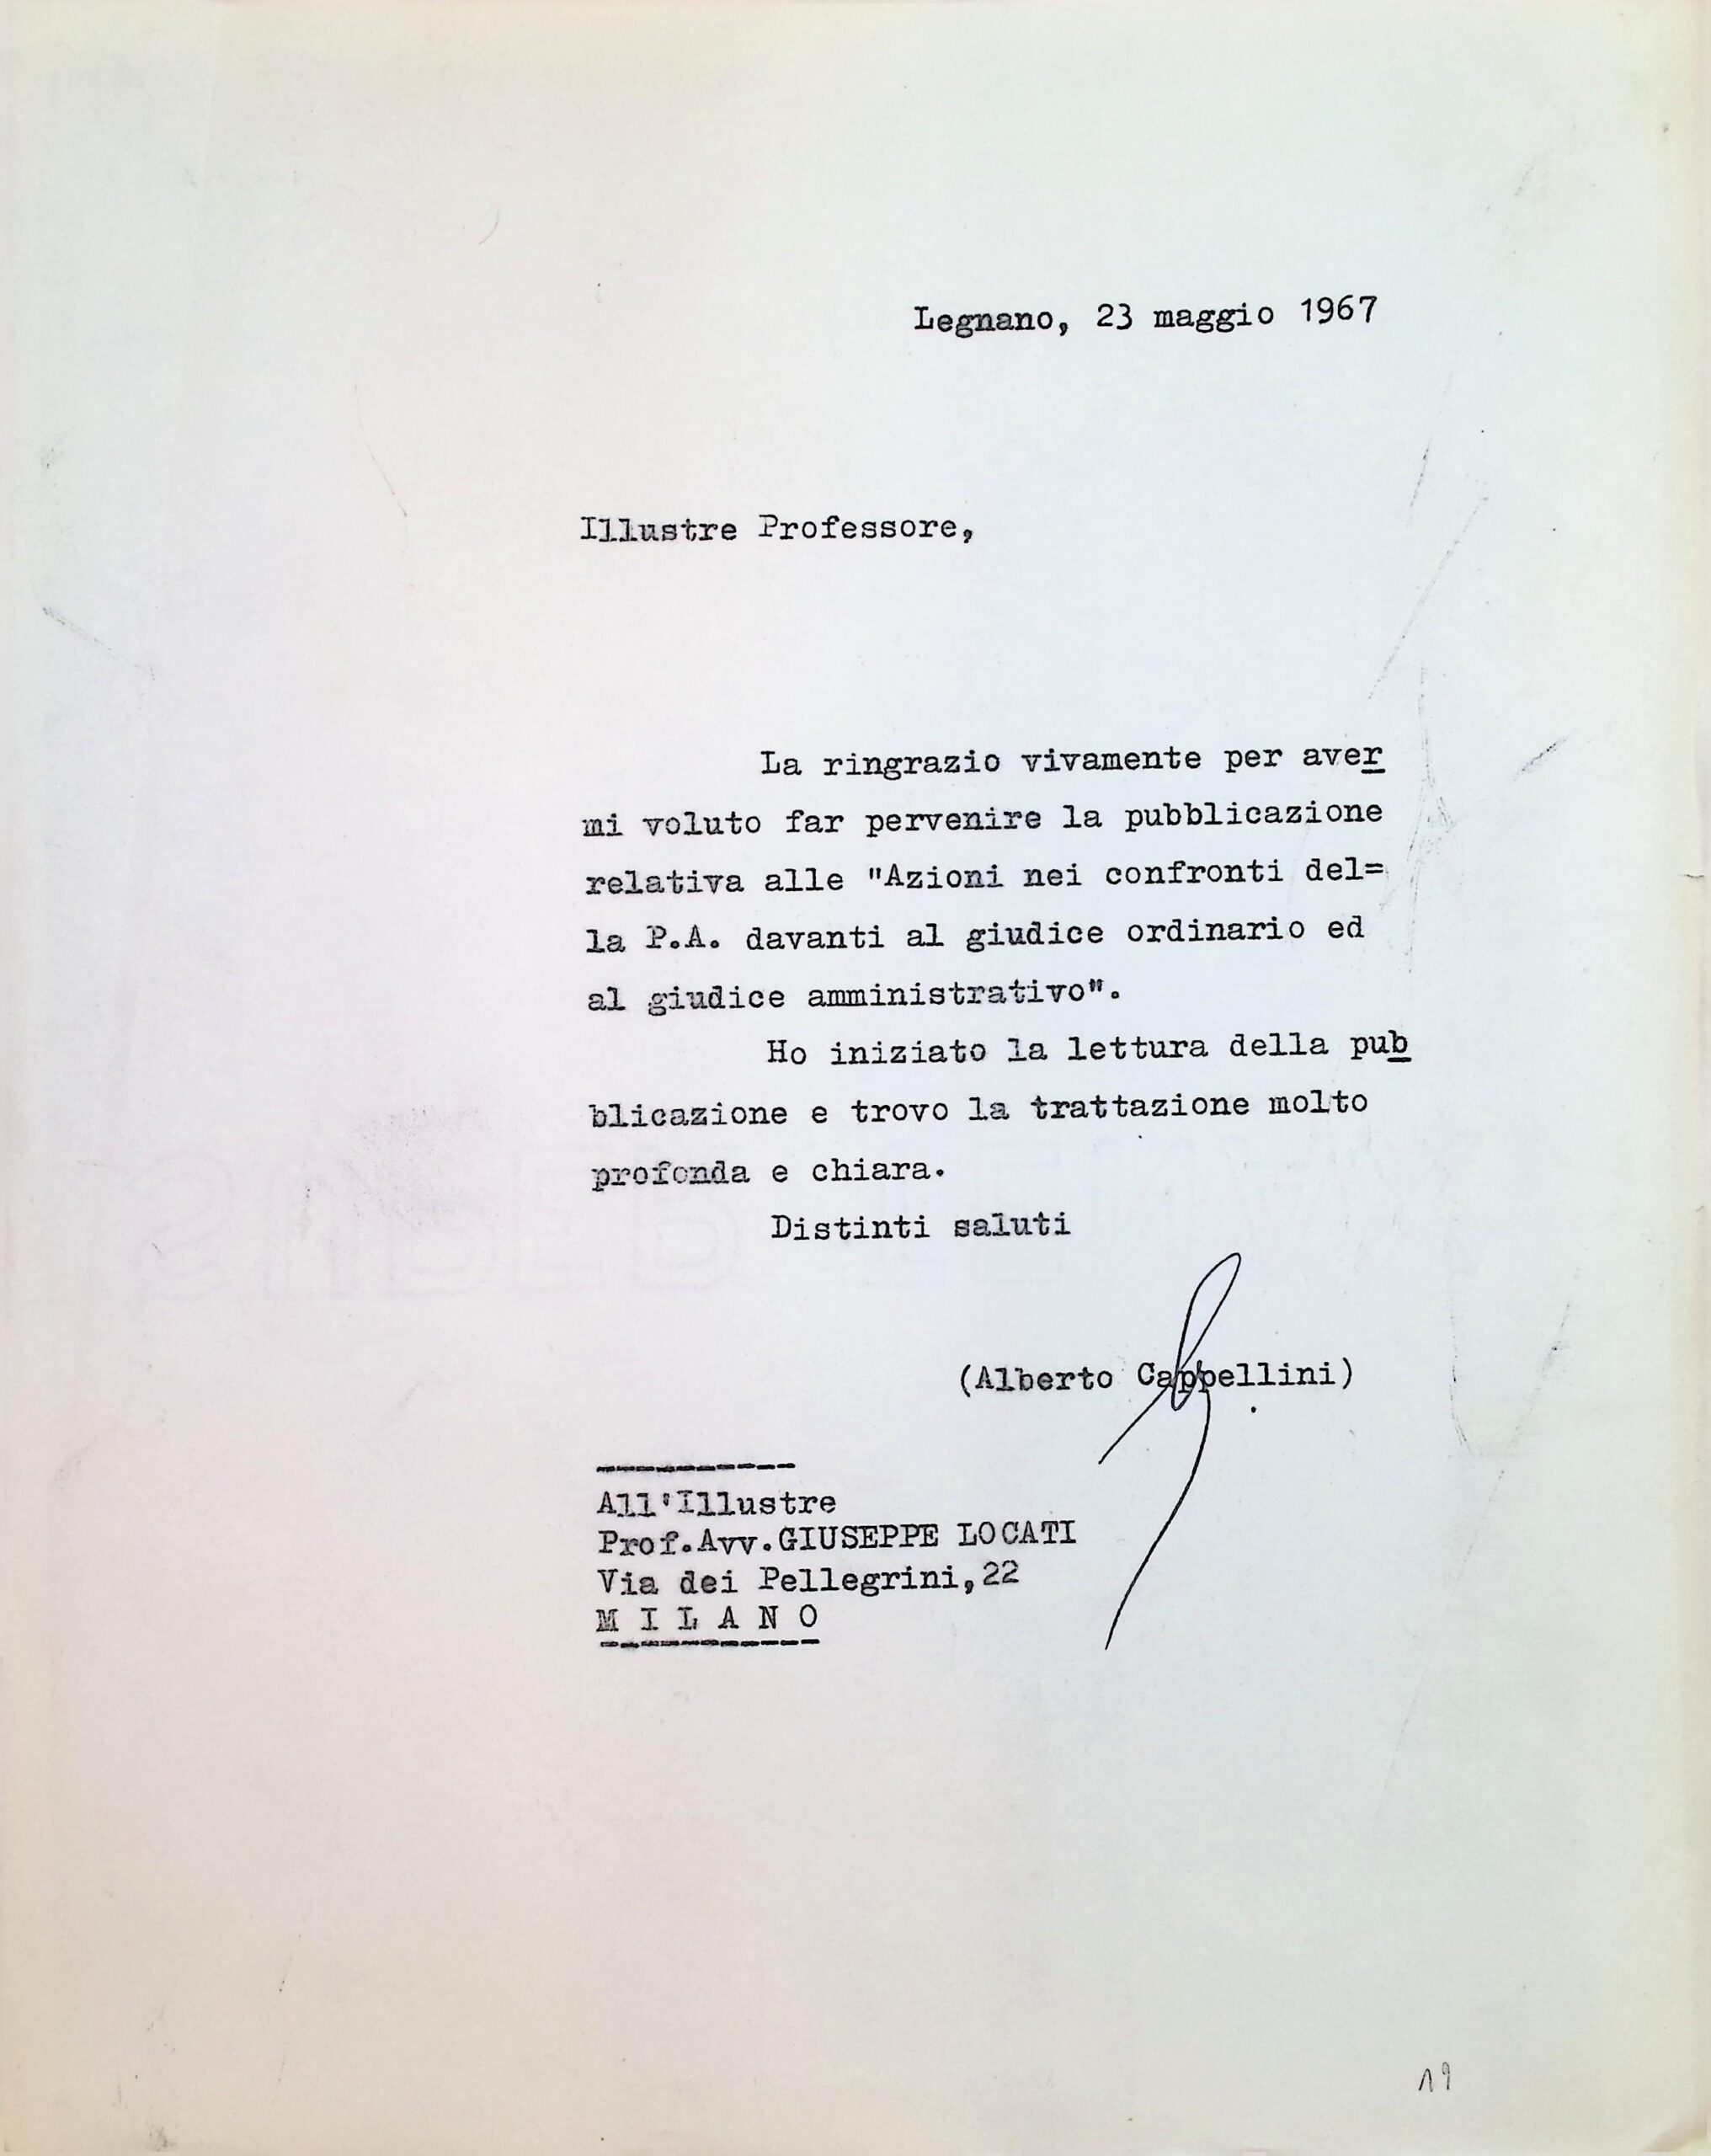 Legnano, 23 maggio 1967
Illustre Professore,
La ringrazio vivamente per aver
mi voluto far pervenire la pubblicazione
relativa alle "Azioni nei confronti del=
la P.A. davanti al giudice ordinario ed
al giudice amministrativo".
Ho iniziato la lettura della pub
blicazione e trovo la trattazione molto
profonda e chiara.
Distinti saluti
(Alberto Cappellini)
All'Illustre
Prof.Avv.GIUSEPPE LOCATI
Via dei Pellegrini,22
M I L A N O
19